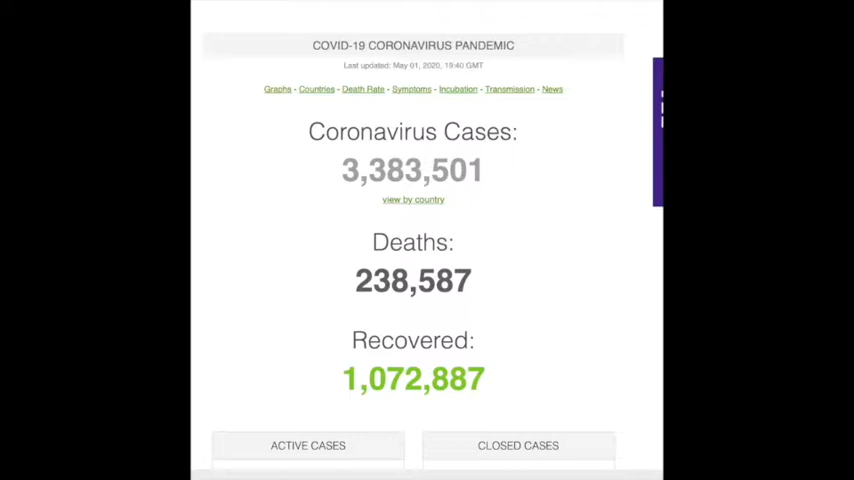 COVID-19 CORONAVIRUS PANDEMIC
Last updated: May 01, 2020, 19:40 GMT
Graphs - Countries - Death Rate - Symptoms - Incubation - Transmission - News
Coronavirus Cases:
3,383,501
view by country
Deaths:
238,587
Recovered:
1,072,887
ACTIVE CASES CLOSED CASES